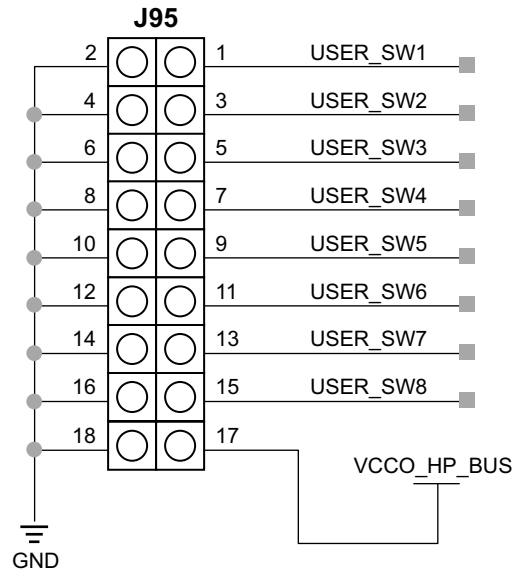 J95
2 1 USER_SW1
4 3 USER_SW2
6 5 USER_SW3
8 7 USER_SW4
10 9 USER_SW5
12 11 USER_SW6
14 13 USER_SW7
16 15 USER_SW8
18 17
VCCO_HP_BUS
GND